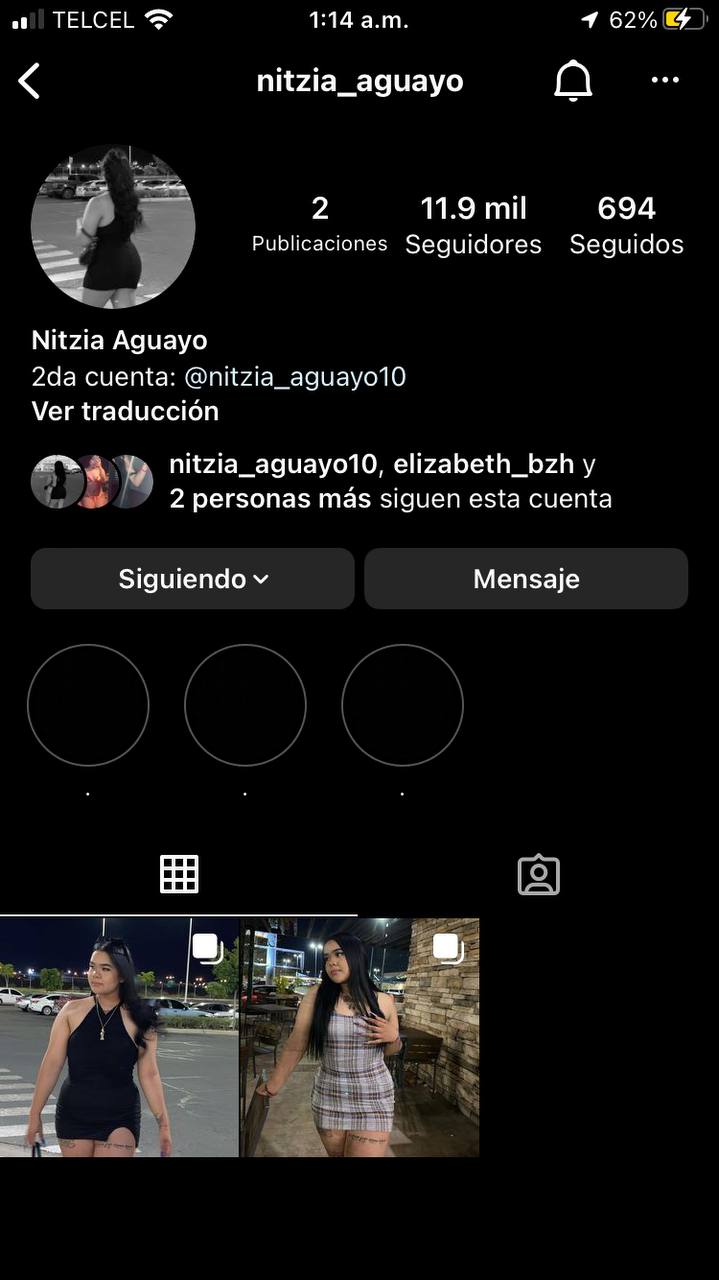 TELCEL 1:14 a.m. 62%
nitzia_aguayo
2 11.9 mil 694
Publicaciones Seguidores Seguidos
Nitzia Aguayo
2da cuenta: @nitzia_aguayo10
Ver traducción
nitzia_aguayo10, elizabeth_bzh y
2 personas más siguen esta cuenta
Siguiendo Mensaje
. . .